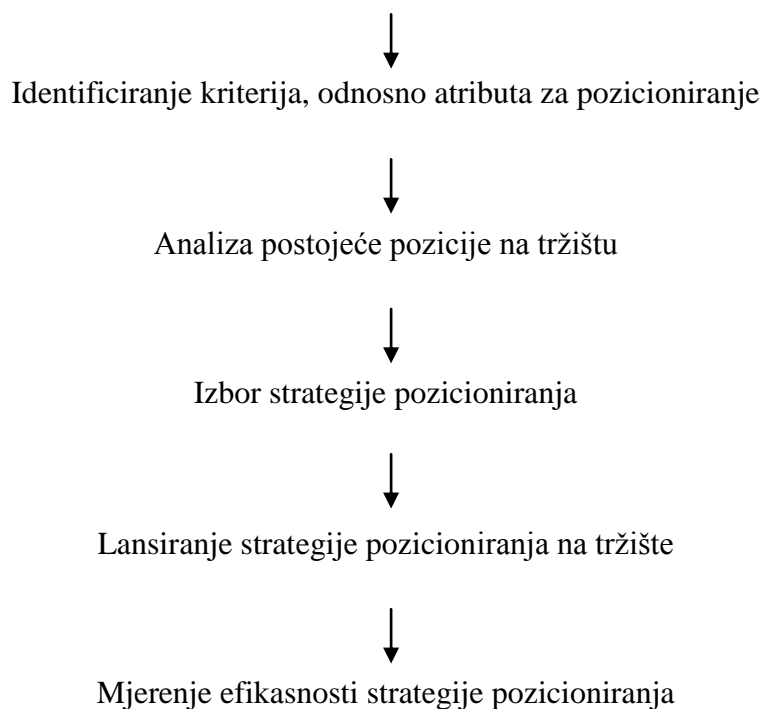 Identificiranje kriterija, odnosno atributa za pozicioniranje
Analiza postojeće pozicije na tržištu
Izbor strategije pozicioniranja
Lansiranje strategije pozicioniranja na tržište
Mjerenje efikasnosti strategije pozicioniranja